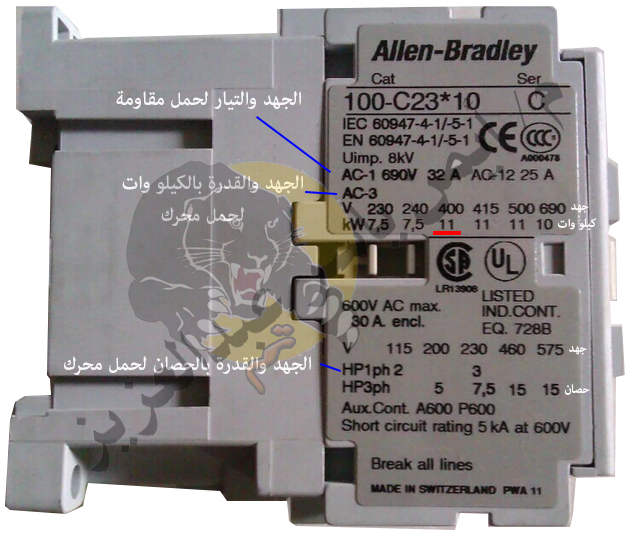 Allen-Bradley
Cat Ser
100-C23*10 C
IEC 60947-4-1/-5-1
EN 60947-4-1/-5-1
CE CCC
Uimp. 8kV A000478
AC-1 690V 32 A AC-12 25 A
AC-3
V 230 240 400 415 500 690 جهد
kW 7,5 7,5 11 11 11 10 كيلو وات
الجهد والتيار لحمل مقاومة
الجهد والقدرة بالكيلو وات
لحمل محرك
SA UL
LR13908
600V AC max.
30 A. encl.
LISTED
IND.CONT.
EQ. 728B
V 115 200 230 460 575 جهد
الجهد والقدرة بالحصان لحمل محرك
HP1ph 2 3
HP3ph 5 7,5 15 15 حصان
Aux.Cont. A600 P600
Short circuit rating 5 kA at 600V
Break all lines
MADE IN SWITZERLAND PWA 11